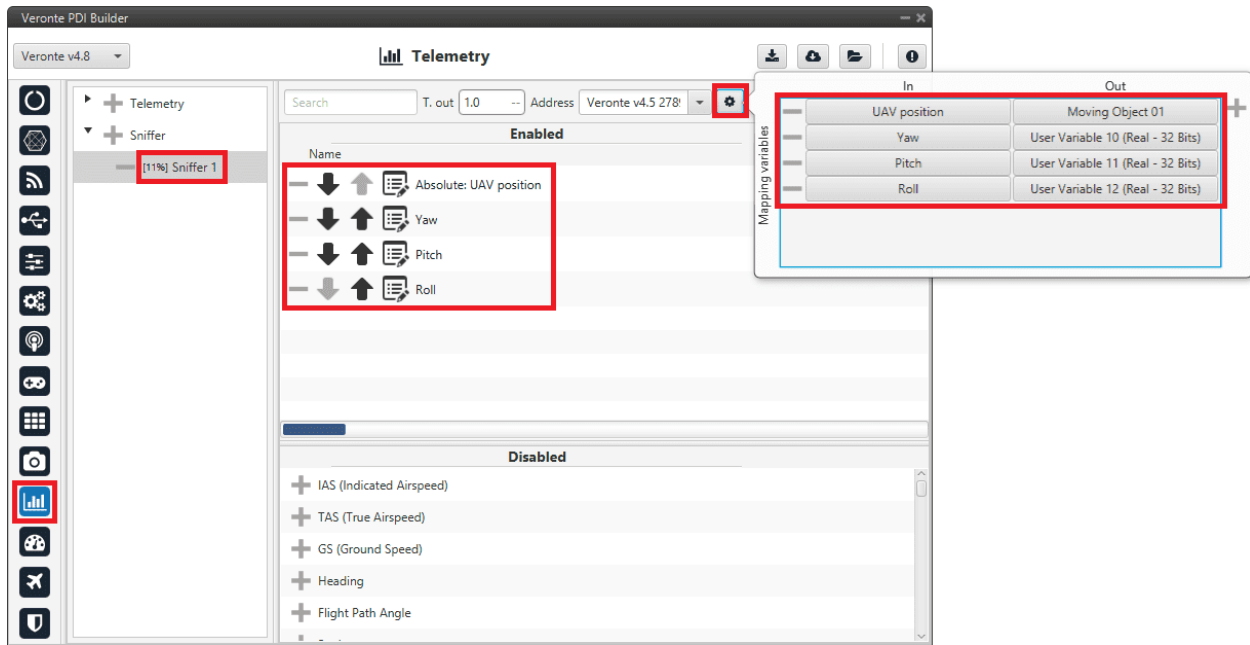 Veronte PDI Builder
Veronte v4.8
Telemetry
Telemetry
Sniffer
[11%] Sniffer 1
Search
T. out 1.0 -- Address Veronte v4.5 278
Enabled
Name
Absolute: UAV position
Yaw
Pitch
Roll
Mapping variables
In Out
UAV position Moving Object 01
Yaw User Variable 10 (Real - 32 Bits)
Pitch User Variable 11 (Real - 32 Bits)
Roll User Variable 12 (Real - 32 Bits)
Disabled
IAS (Indicated Airspeed)
TAS (True Airspeed)
GS (Ground Speed)
Heading
Flight Path Angle